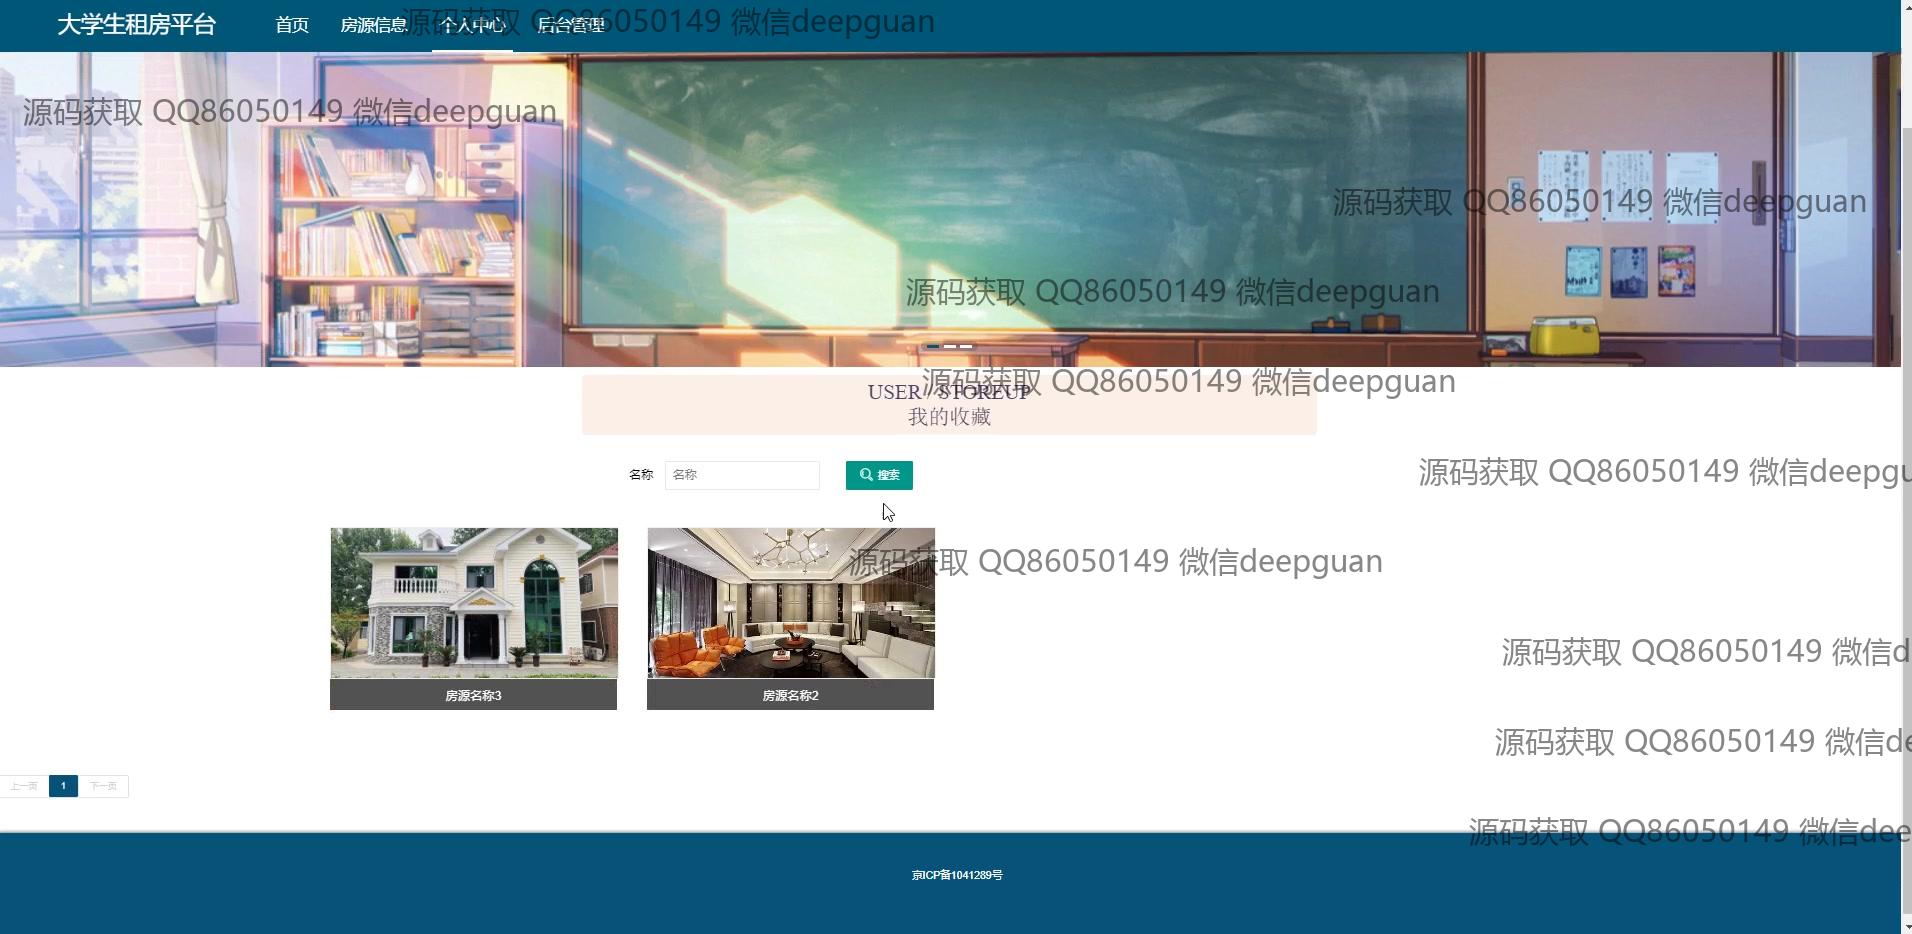 大学生租房平台 首页 房源信息 个人中心 后台管理
源码获取 QQ86050149 微信deepguan
源码获取 QQ86050149 微信deepguan
源码获取 QQ86050149 微信deepguan
源码获取 QQ86050149 微信deepguan
源码获取 QQ86050149 微信deepguan
USER / STOREUP
我的收藏
名称 名称 搜索
源码获取 QQ86050149 微信deepgu
源码获取 QQ86050149 微信deepguan
房源名称3 房源名称2
源码获取 QQ86050149 微信d
源码获取 QQ86050149 微信de
上一页 1 下一页
源码获取 QQ86050149 微信dee
京ICP备1041289号